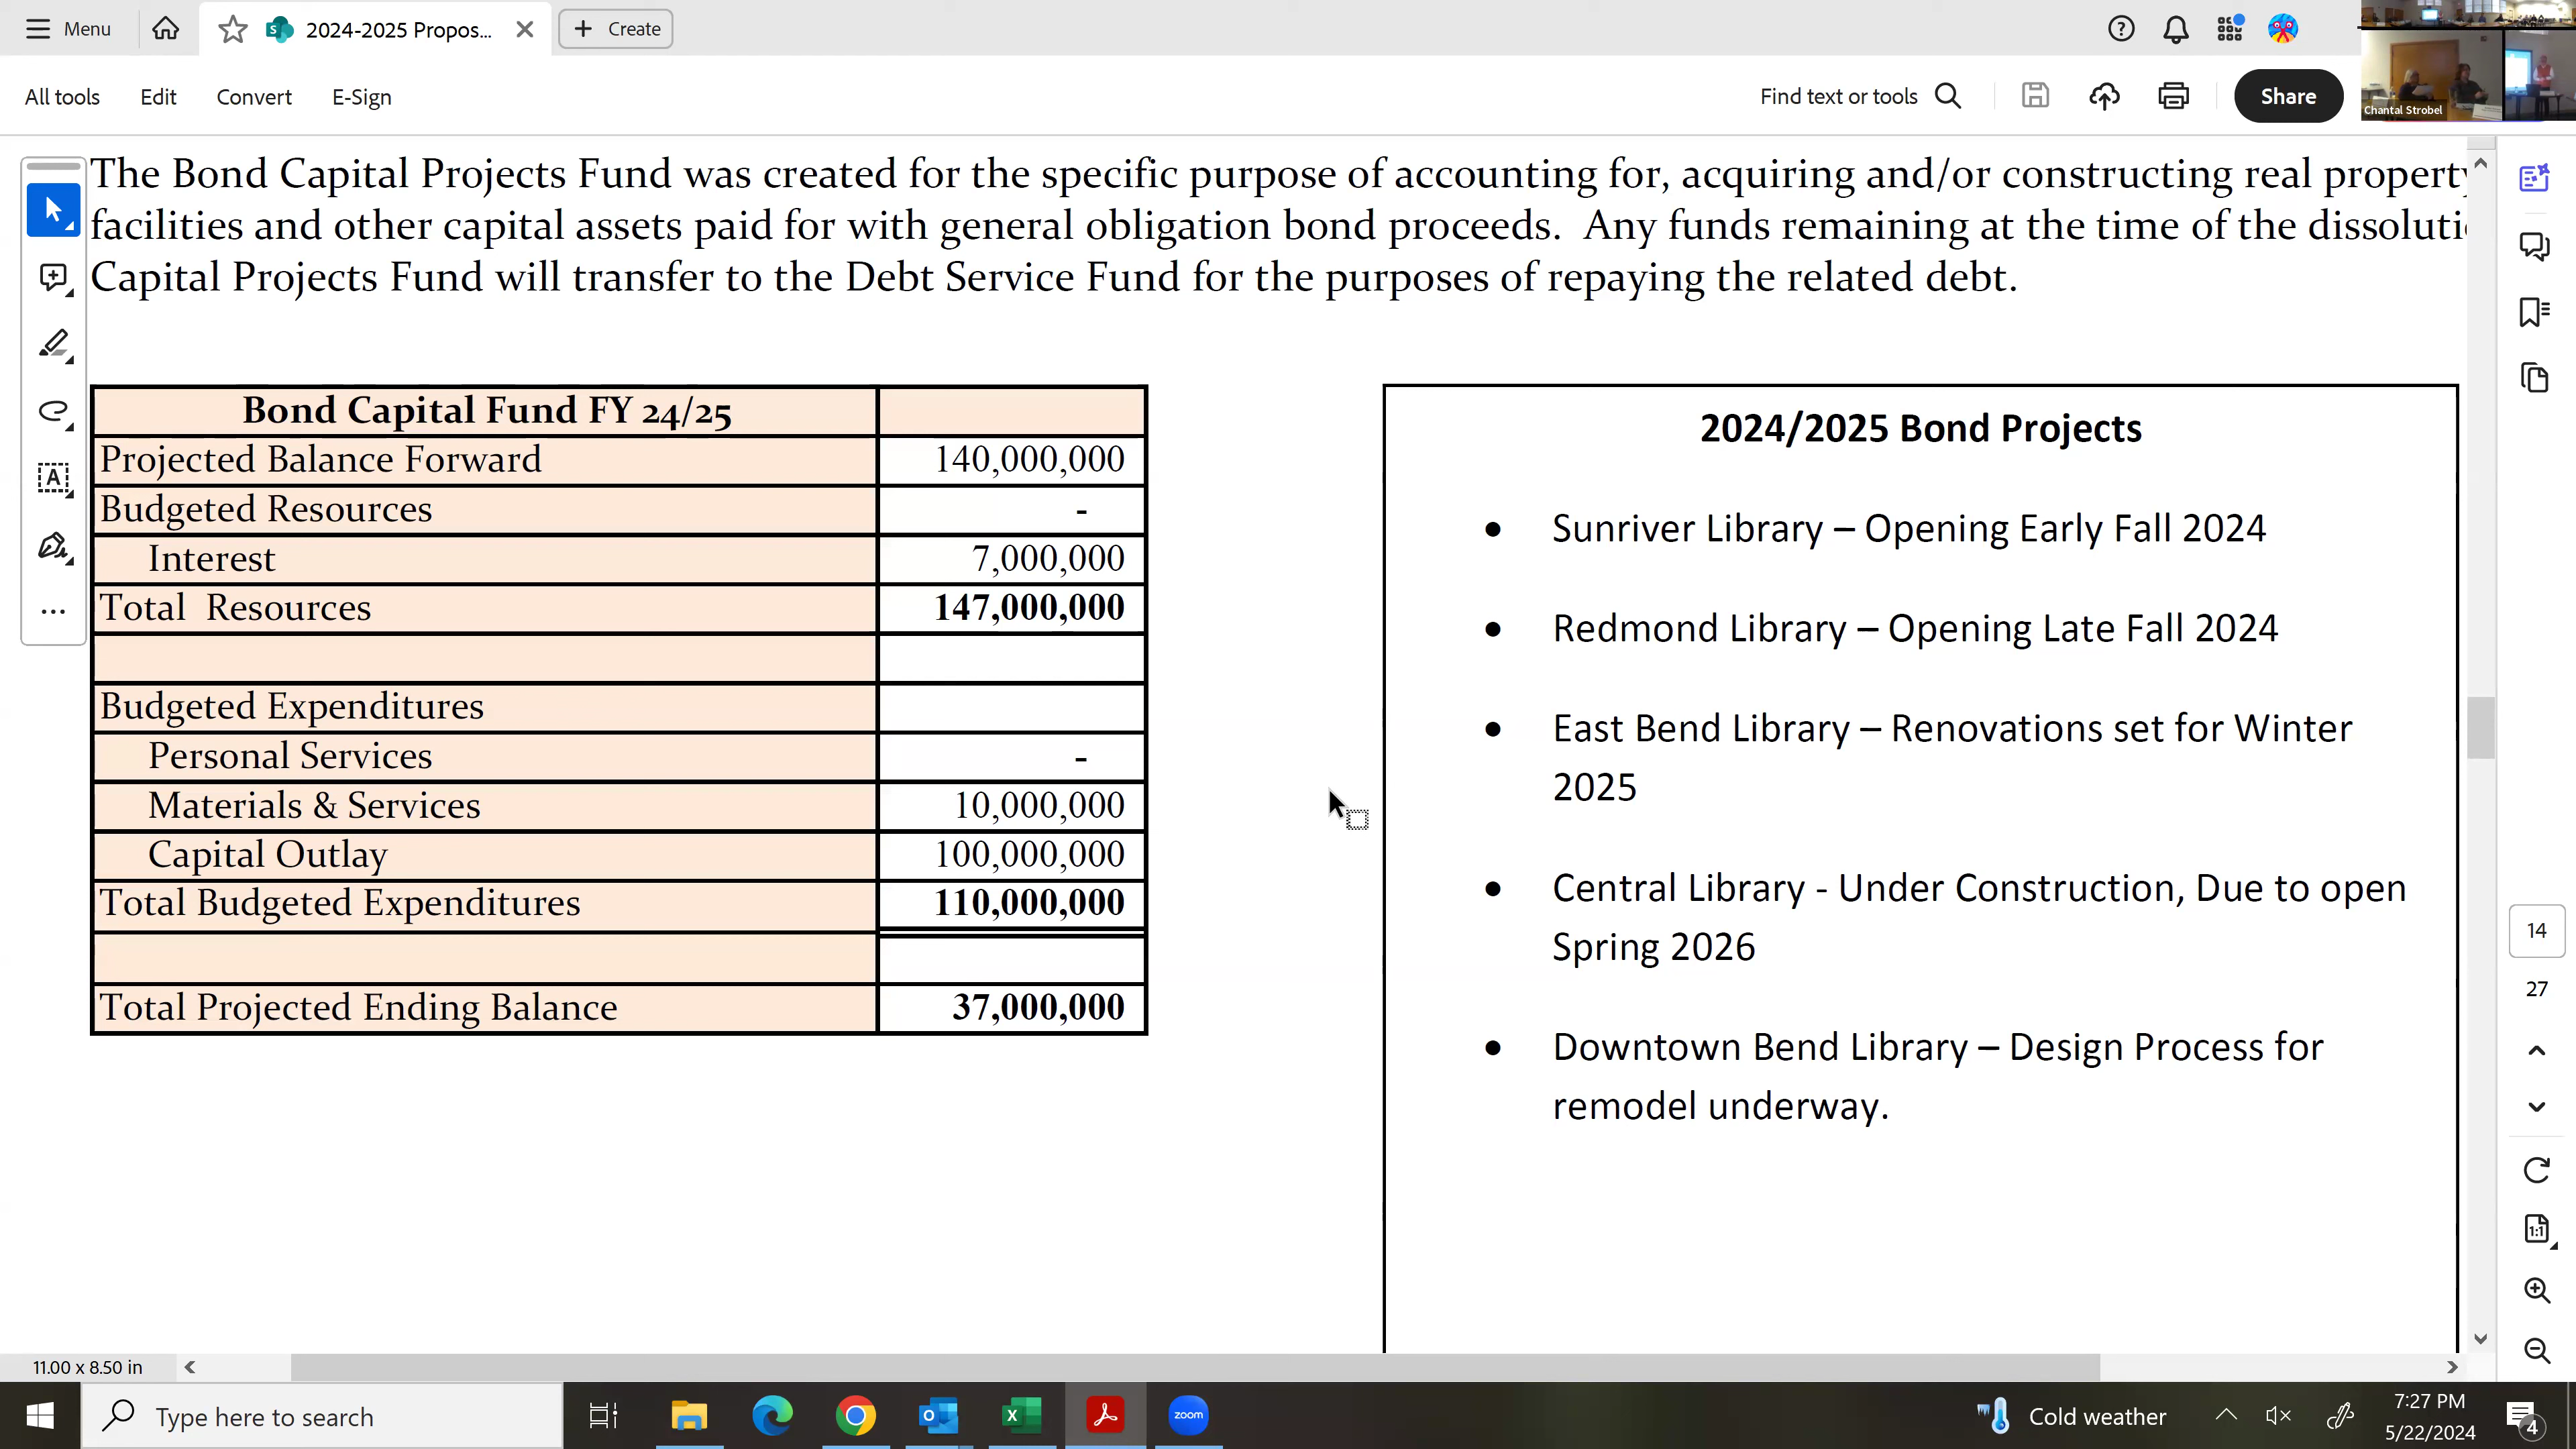 Menu
2024-2025 Propos...
Create
All tools
Edit
Convert
E-Sign
Find text or tools
Share
Chantal Strobel
The Bond Capital Projects Fund was created for the specific purpose of accounting for, acquiring and/or constructing real property
facilities and other capital assets paid for with general obligation bond proceeds.  Any funds remaining at the time of the dissoluti
Capital Projects Fund will transfer to the Debt Service Fund for the purposes of repaying the related debt.
Bond Capital Fund FY 24/25
Projected Balance Forward 140,000,000
Budgeted Resources -
Interest 7,000,000
Total Resources 147,000,000
Budgeted Expenditures
Personal Services -
Materials & Services 10,000,000
Capital Outlay 100,000,000
Total Budgeted Expenditures 110,000,000
Total Projected Ending Balance 37,000,000
2024/2025 Bond Projects
• Sunriver Library – Opening Early Fall 2024
• Redmond Library – Opening Late Fall 2024
• East Bend Library – Renovations set for Winter
2025
• Central Library - Under Construction, Due to open
Spring 2026
• Downtown Bend Library – Design Process for
remodel underway.
14
27
1:1
11.00 x 8.50 in
Type here to search
zoom
Cold weather
7:27 PM
5/22/2024
4